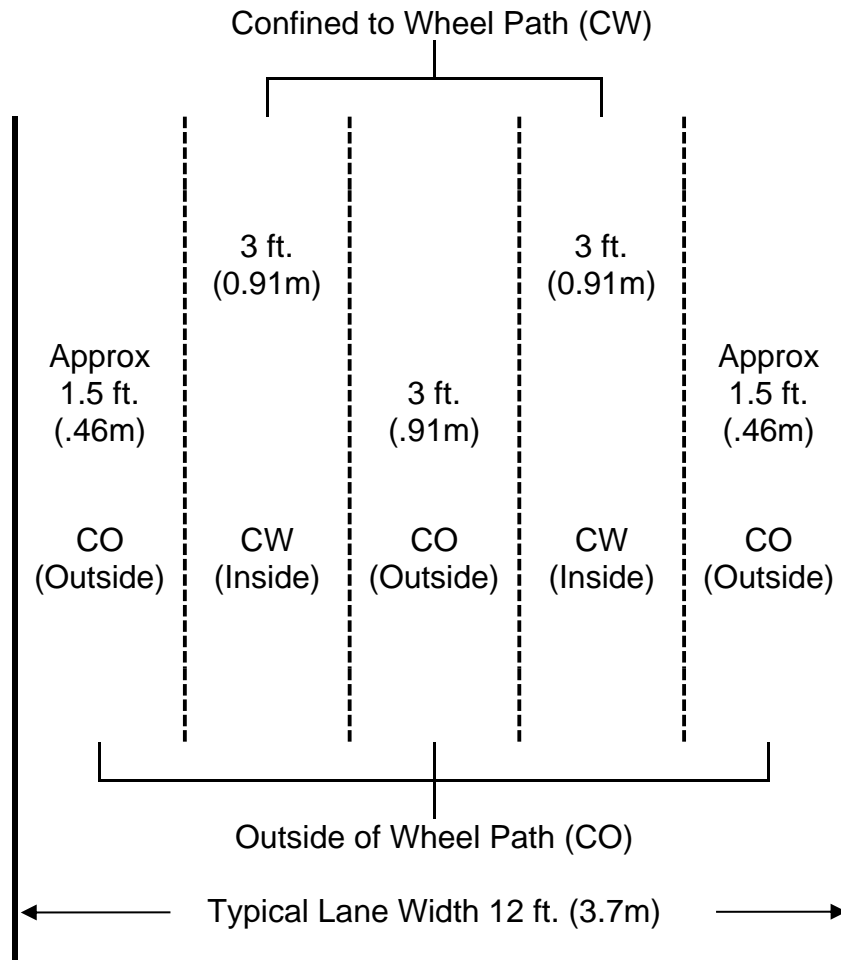 Confined to Wheel Path (CW)
3 ft.
(0.91m)
3 ft.
(0.91m)
Approx
1.5 ft.
(.46m)
3 ft.
(.91m)
Approx
1.5 ft.
(.46m)
CO
(Outside)
CW
(Inside)
CO
(Outside)
CW
(Inside)
CO
(Outside)
Outside of Wheel Path (CO)
Typical Lane Width 12 ft. (3.7m)